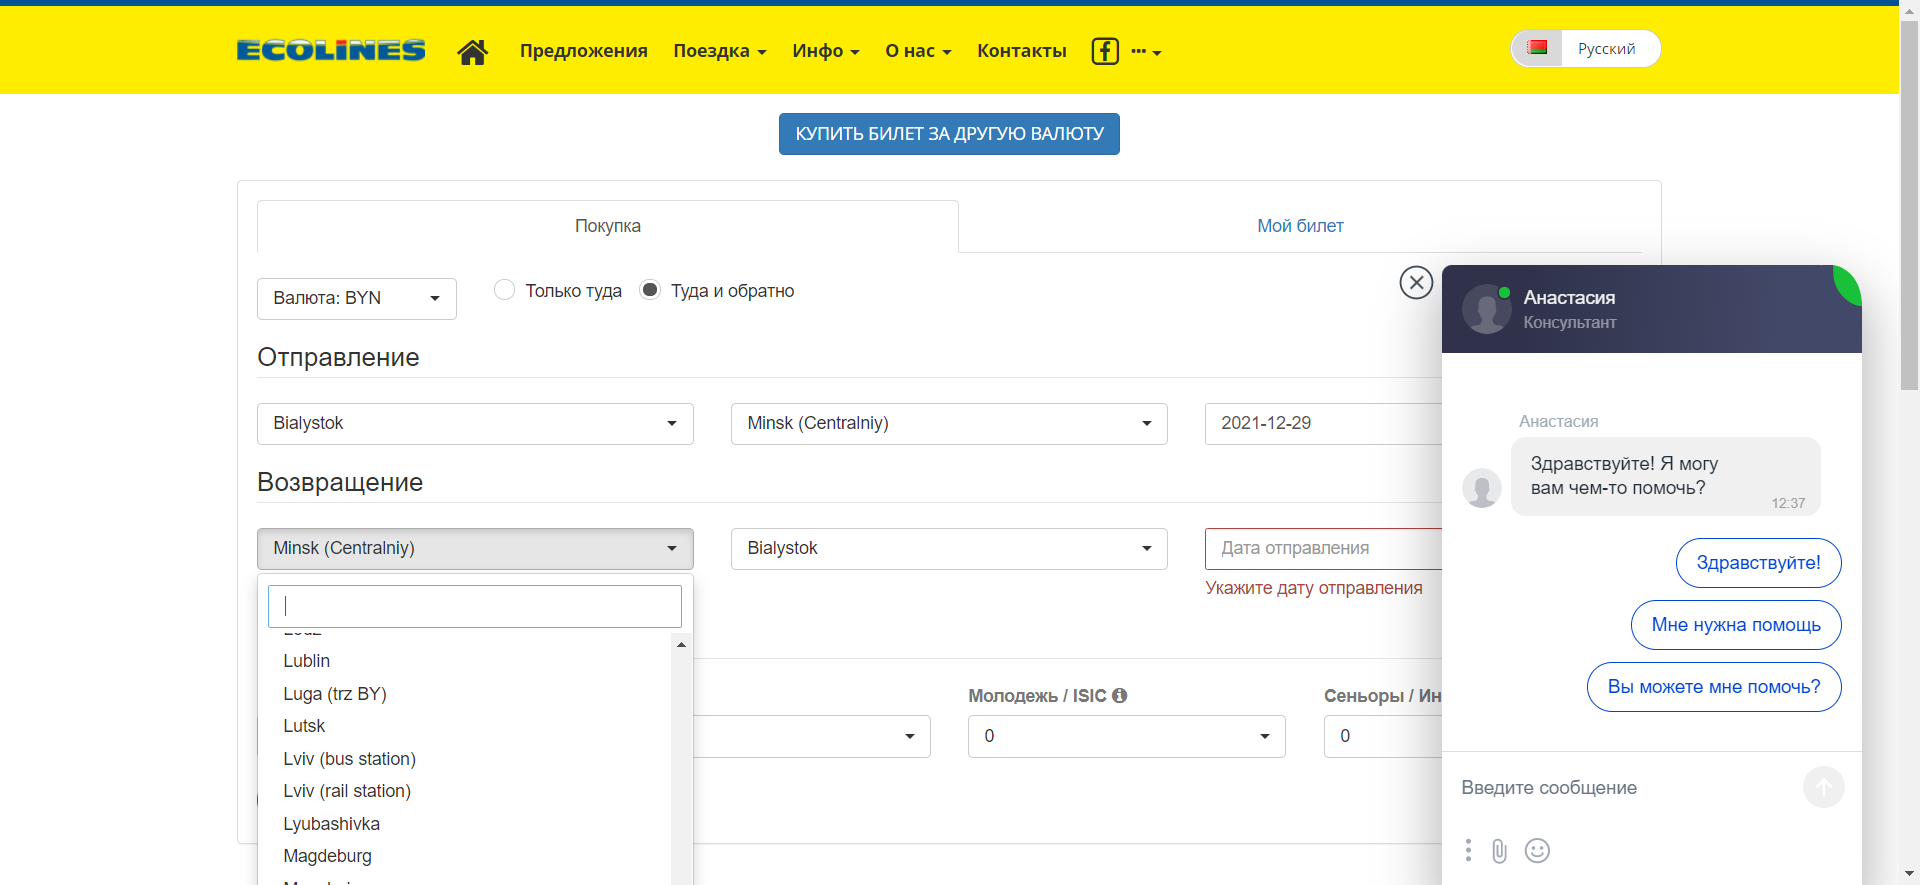 ECOLINES
Предложения
Поездка
Инфо
О нас
Контакты
Русский
КУПИТЬ БИЛЕТ ЗА ДРУГУЮ ВАЛЮТУ
Покупка
Мой билет
Валюта: BYN
Только туда
Туда и обратно
Отправление
Bialystok
Minsk (Centralniy)
2021-12-29
Возвращение
Minsk (Centralniy)
Bialystok
Дата отправления
Укажите дату отправления
Lublin
Luga (trz BY)
Lutsk
Lviv (bus station)
Lviv (rail station)
Lyubashivka
Magdeburg
Молодежь / ISIC
0
Сеньоры / Ин
0
Анастасия
Консультант
Анастасия
Здравствуйте! Я могу
вам чем-то помочь?
12:37
Здравствуйте!
Мне нужна помощь
Вы можете мне помочь?
Введите сообщение